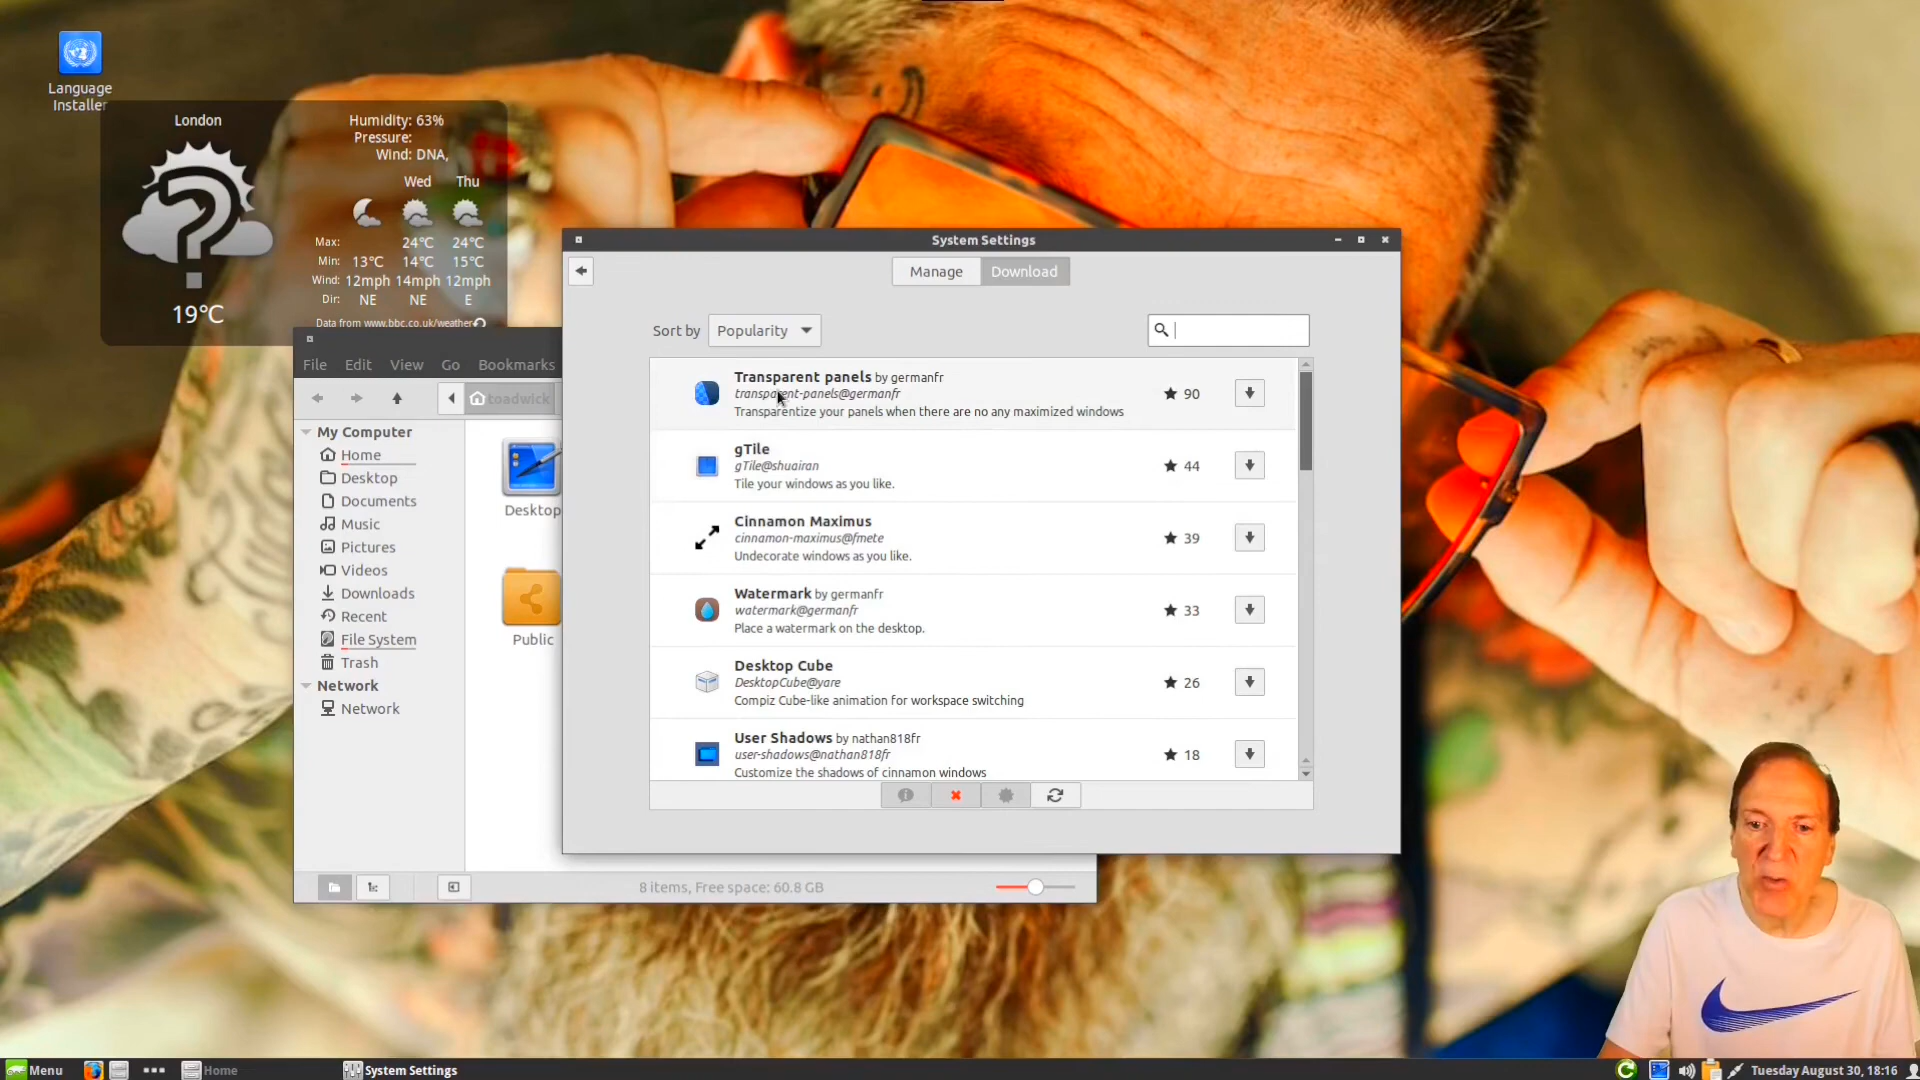 Language
Installer
London
Humidity: 63%
Pressure:
Wind: DNA,
Wed Thu
Max: 24°C 24°C
Min: 13°C 14°C 15°C
Wind: 12mph 14mph 12mph
Dir: NE NE E
19°C
Data from www.bbc.co.uk/weather
File Edit View Go Bookmarks
toadwick
My Computer
Home
Desktop
Documents
Music
Pictures
Videos
Downloads
Recent
File System
Trash
Network
Network
Desktop
Public
8 items, Free space: 60.8 GB
System Settings
Manage Download
Sort by Popularity
Transparent panels by germanfr
transparent-panels@germanfr
Transparentize your panels when there are no any maximized windows
90
gTile
gTile@shuairan
Tile your windows as you like.
44
Cinnamon Maximus
cinnamon-maximus@fmete
Undecorate windows as you like.
39
Watermark by germanfr
watermark@germanfr
Place a watermark on the desktop.
33
Desktop Cube
DesktopCube@yare
Compiz Cube-like animation for workspace switching
26
User Shadows by nathan818fr
user-shadows@nathan818fr
Customize the shadows of cinnamon windows
18
Menu Home System Settings Tuesday August 30, 18:16